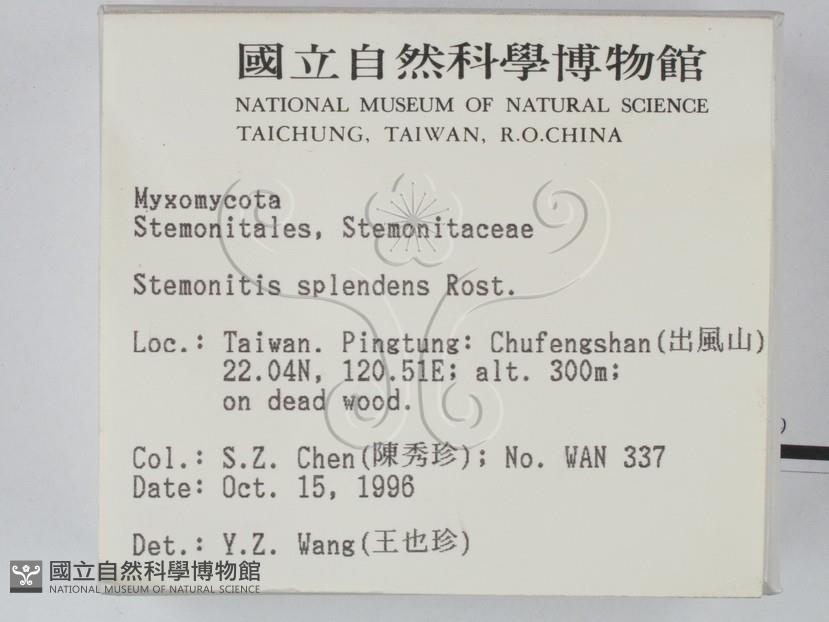 國立自然科學博物館
NATIONAL MUSEUM OF NATURAL SCIENCE
TAICHUNG, TAIWAN, R.O.CHINA
Myxomycota
Stemonitales, Stemonitaceae
Stemonitis splendens Rost.
Loc.: Taiwan. Pingtung: Chufengshan(出風山)
22.04N, 120.51E; alt. 300m;
on dead wood.
Col.: S.Z. Chen(陳秀珍); No. WAN 337
Date: Oct. 15, 1996
Det.: Y.Z. Wang(王也珍)
國立自然科學博物館
NATIONAL MUSEUM OF NATURAL SCIENCE